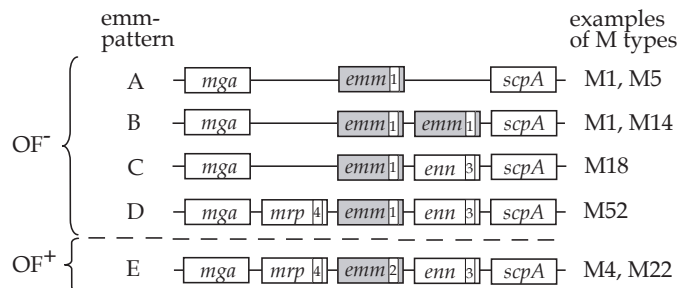 emm-pattern
examples of M types
A mga emm 1 scpA M1, M5
B mga emm 1 emm 1 scpA M1, M14
OF⁻
C mga emm 1 enn 3 scpA M18
D mga mrp 4 emm 1 enn 3 scpA M52
OF⁺ E mga mrp 4 emm 2 enn 3 scpA M4, M22